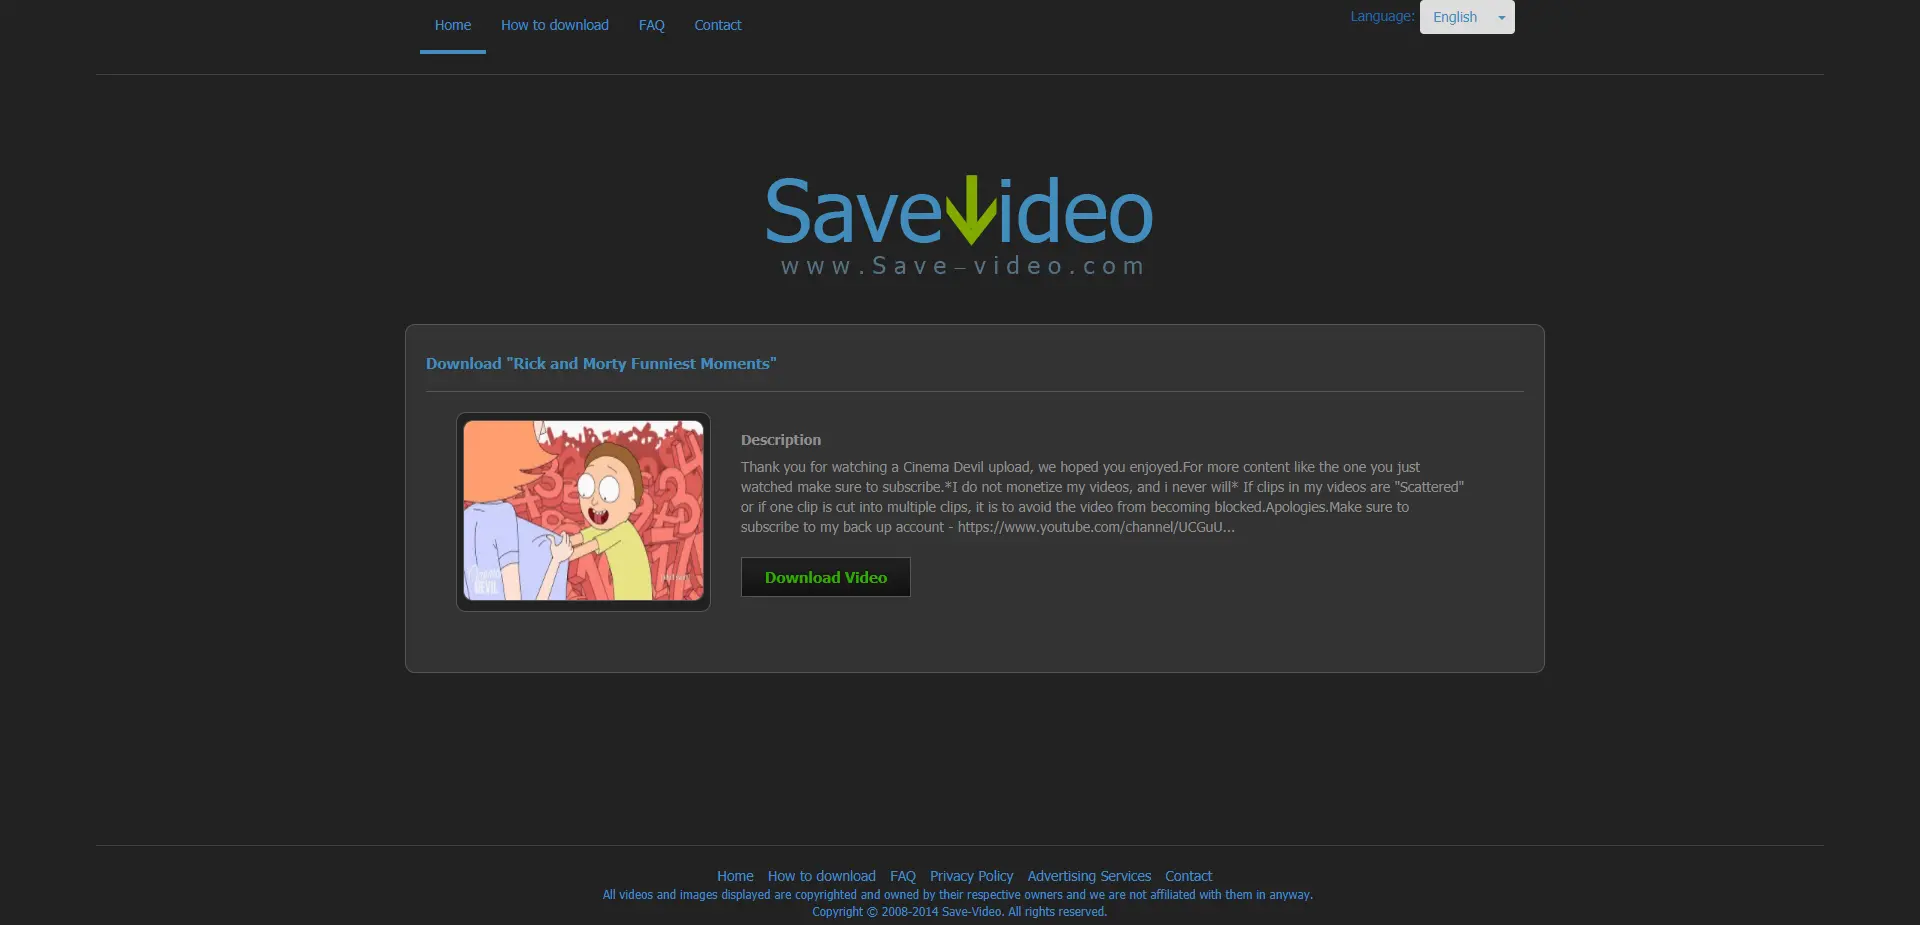 Home How to download FAQ Contact Language: English
Save video
www.Save-video.com
Download "Rick and Morty Funniest Moments"
Description
Thank you for watching a Cinema Devil upload, we hoped you enjoyed.For more content like the one you just
watched make sure to subscribe.*I do not monetize my videos, and i never will* If clips in my videos are "Scattered"
or if one clip is cut into multiple clips, it is to avoid the video from becoming blocked.Apologies.Make sure to
subscribe to my back up account - https://www.youtube.com/channel/UCGuU...
DEVIL
Download Video
Home How to download FAQ Privacy Policy Advertising Services Contact
All videos and images displayed are copyrighted and owned by their respective owners and we are not affiliated with them in anyway.
Copyright © 2008-2014 Save-Video. All rights reserved.